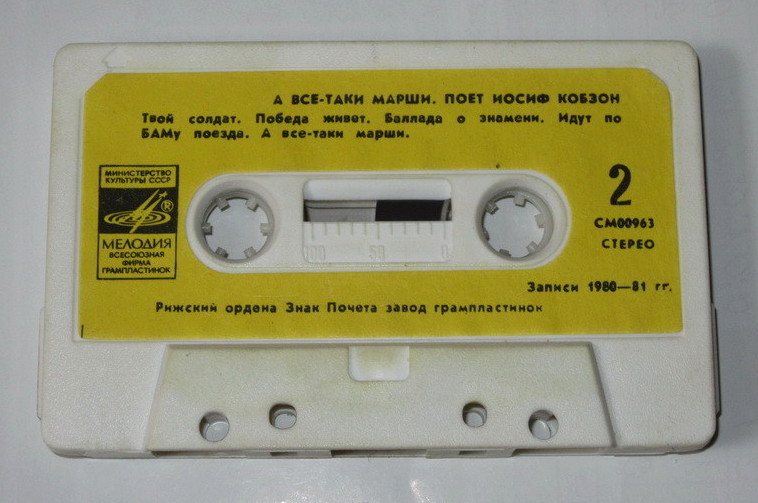 А ВСЕ-ТАКИ МАРШИ. ПОЕТ ИОСИФ КОБЗОН
Твой солдат. Победа живет. Баллада о знамени. Идут по
БАМу поезда. А все-таки марши.
МИНИСТЕРСТВО
КУЛЬТУРЫ СССР
®
МЕЛОДИЯ
ВСЕСОЮЗНАЯ
ФИРМА
ГРАМПЛАСТИНОК
2
СМ00963
СТЕРЕО
100 50 0
Записи 1980—81 гг.
Рижский ордена Знак Почета завод грампластинок